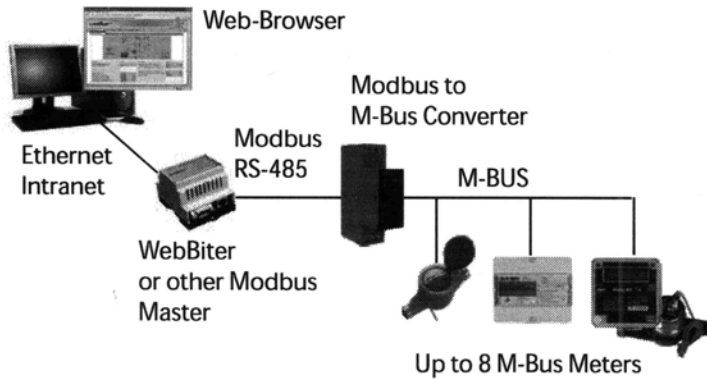 Web-Browser
Modbus to
M-Bus Converter
Ethernet
Intranet
Modbus
RS-485
M-BUS
WebBiter
or other Modbus
Master
Up to 8 M-Bus Meters